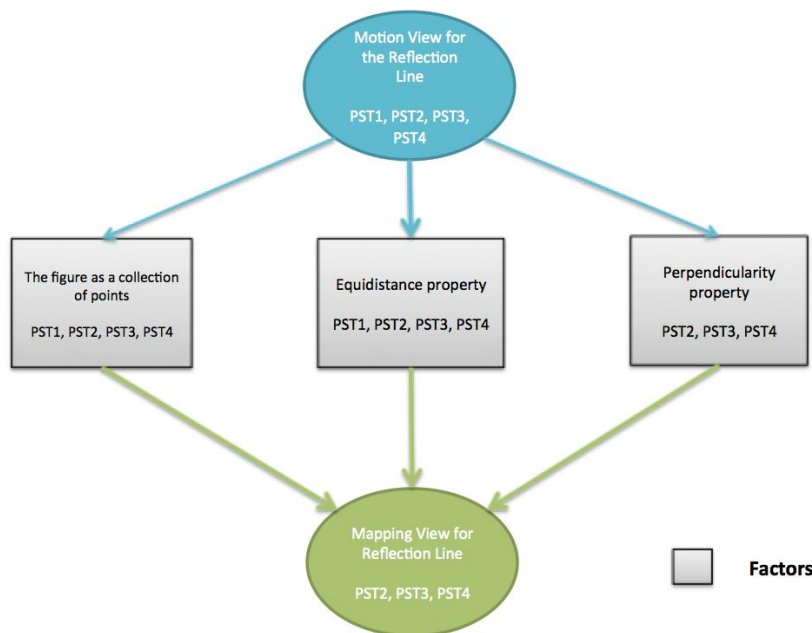 Motion View for
the Reflection
Line
PST1, PST2, PST3,
PST4
The figure as a collection
of points
PST1, PST2, PST3, PST4
Equidistance property
PST1, PST2, PST3, PST4
Perpendicularity
property
PST2, PST3, PST4
Mapping View for
Reflection Line
PST2, PST3, PST4
Factors